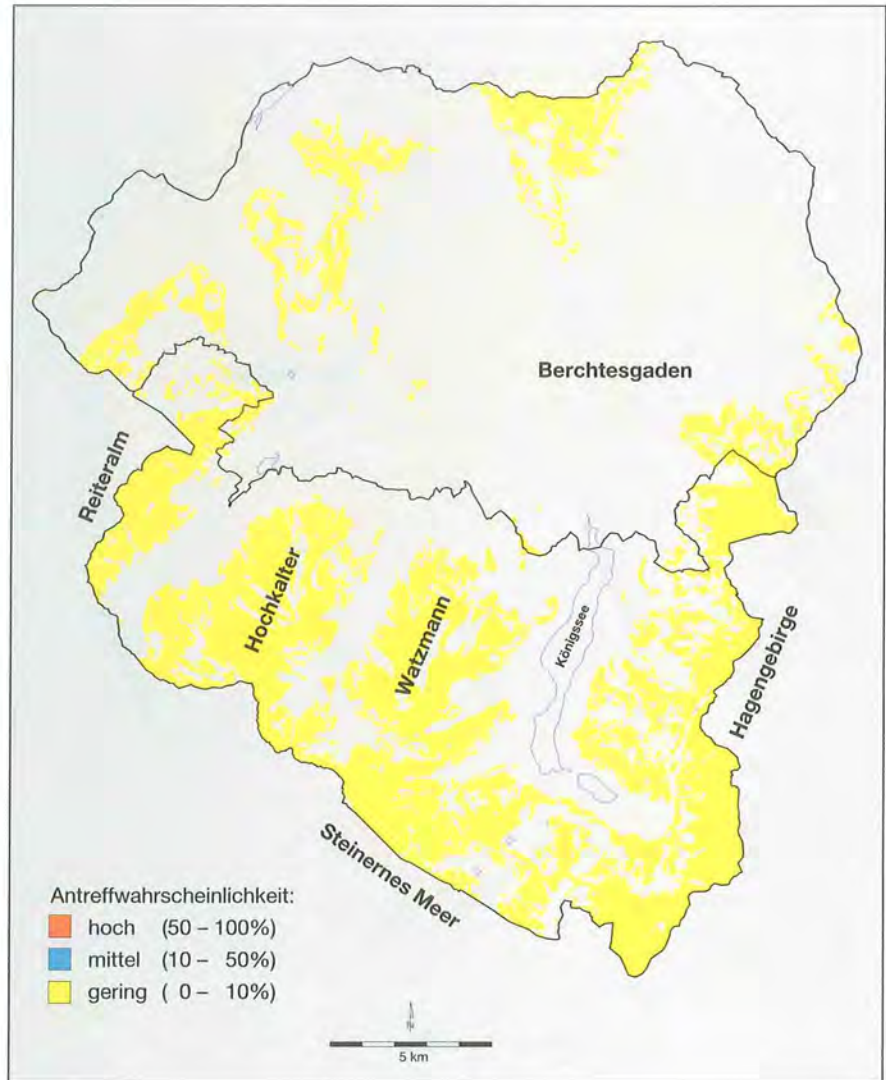 Berchtesgaden
Reiteralm
Hochkalter
Watzmann
Königssee
Hagengebirge
Steinernes Meer
Antreffwahrscheinlichkeit:
hoch (50 – 100%)
mittel (10 – 50%)
gering ( 0 – 10%)
N
5 km